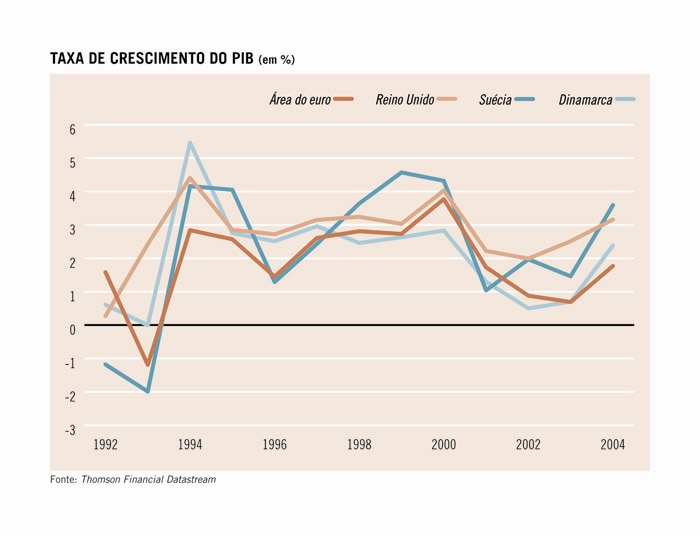 TAXA DE CRESCIMENTO DO PIB (em %)
Área do euro Reino Unido Suécia Dinamarca
6
5
4
3
2
1
0
-1
-2
-3
1992 1994 1996 1998 2000 2002 2004
Fonte: Thomson Financial Datastream